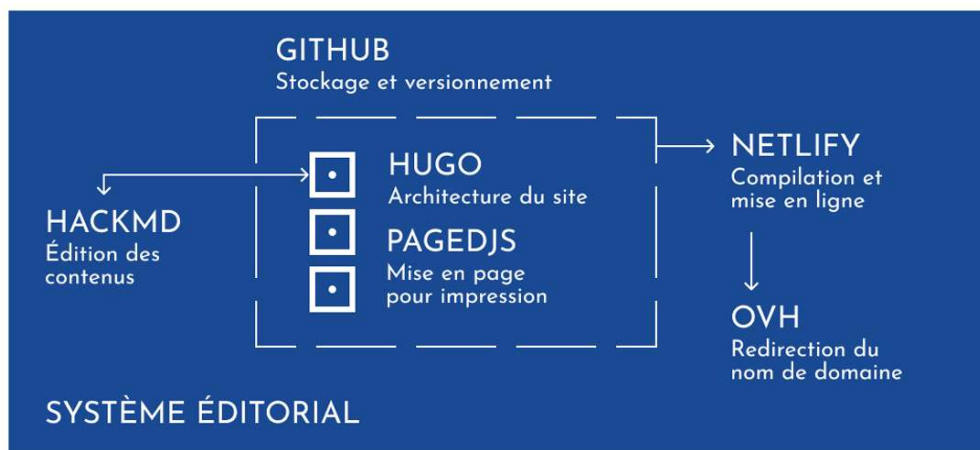 GITHUB
Stockage et versionnement
HUGO
Architecture du site
PAGEDJS
Mise en page
pour impression
HACKMD
Édition des
contenus
NETLIFY
Compilation et
mise en ligne
OVH
Redirection du
nom de domaine
SYSTÈME ÉDITORIAL